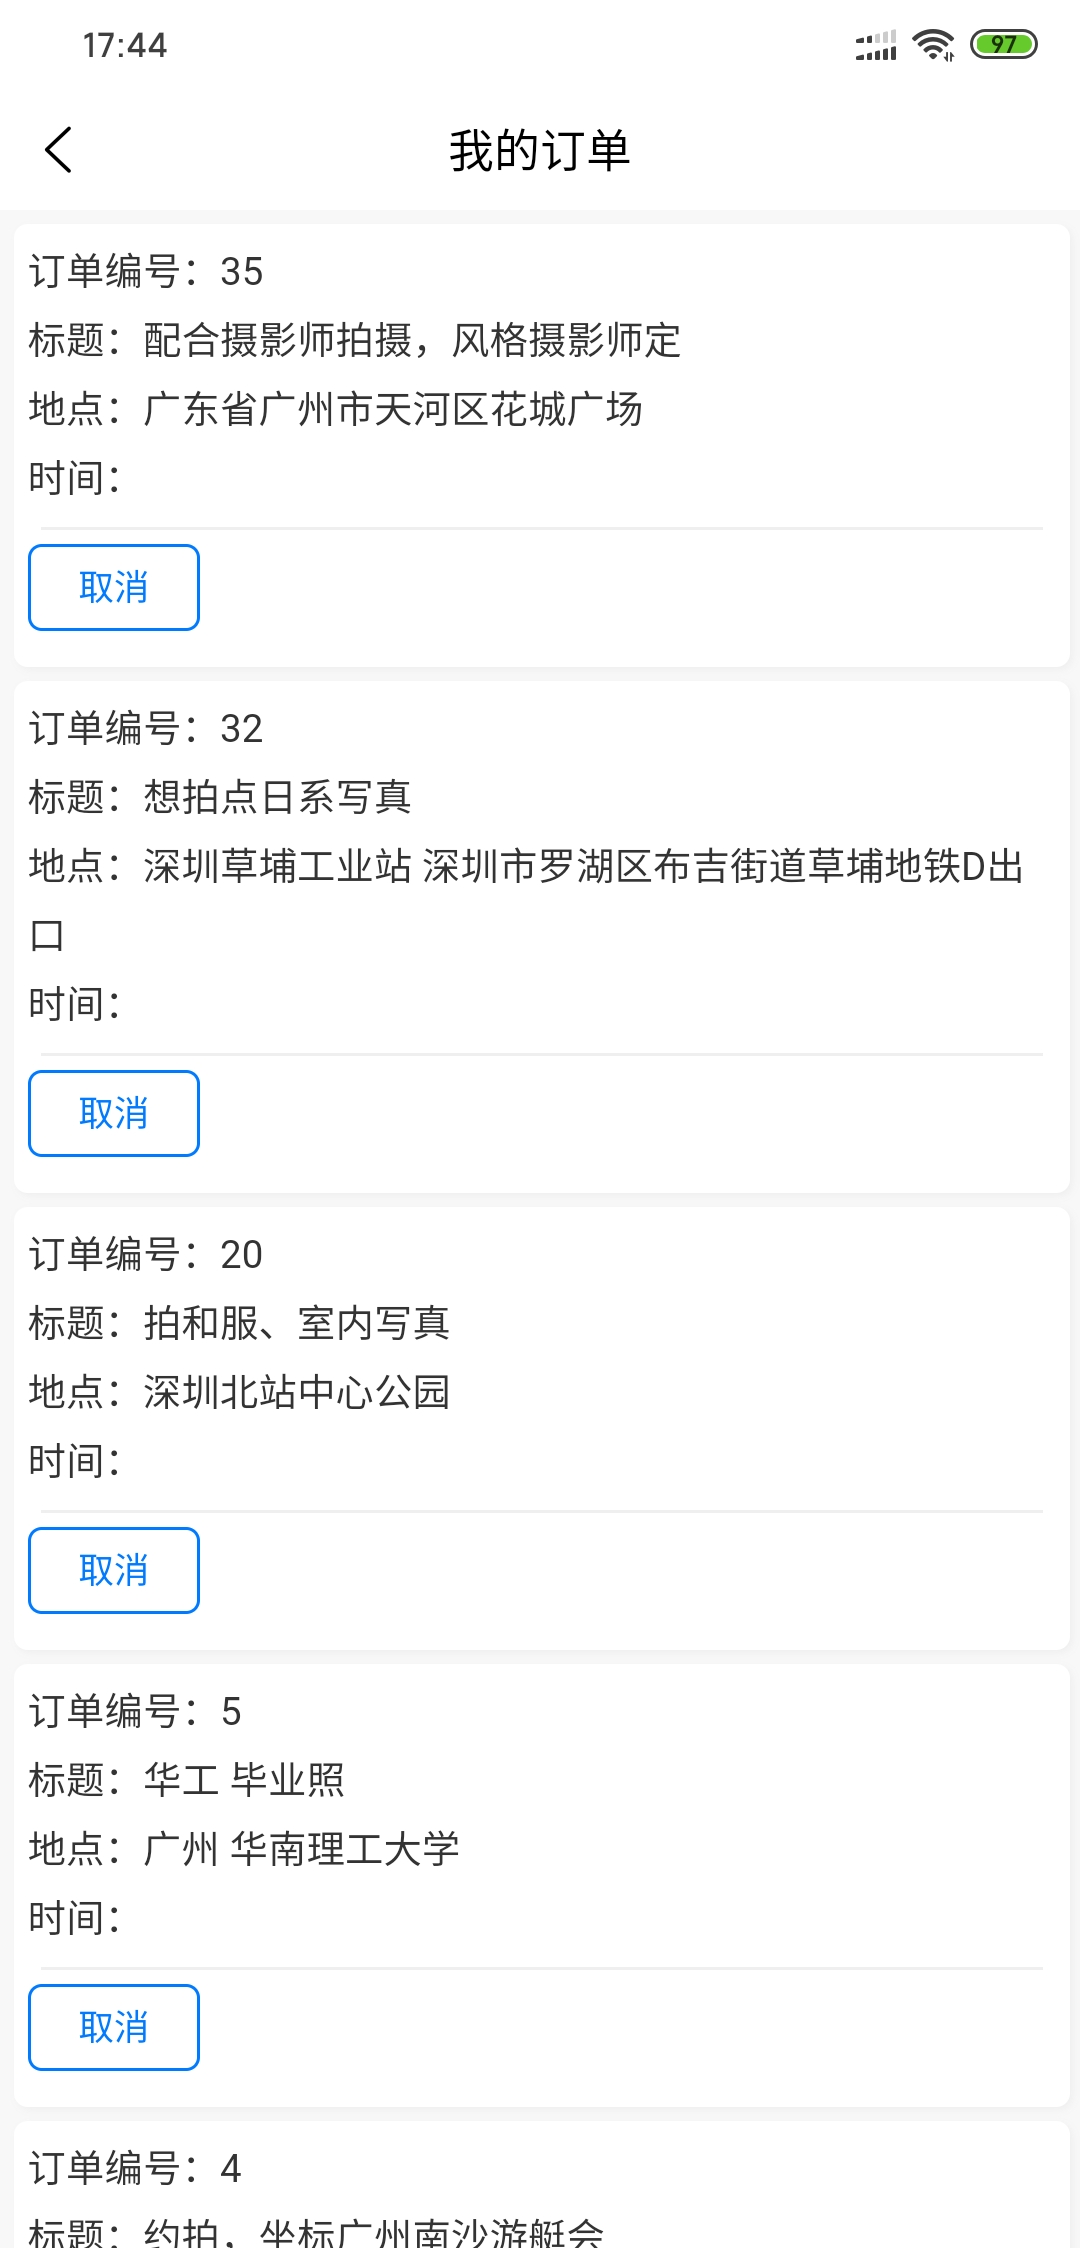 17:44
97
我的订单
订单编号：35
标题：配合摄影师拍摄，风格摄影师定
地点：广东省广州市天河区花城广场
时间：
取消
订单编号：32
标题：想拍点日系写真
地点：深圳草埔工业站 深圳市罗湖区布吉街道草埔地铁D出
口
时间：
取消
订单编号：20
标题：拍和服、室内写真
地点：深圳北站中心公园
时间：
取消
订单编号：5
标题：华工 毕业照
地点：广州 华南理工大学
时间：
取消
订单编号：4
标题：约拍，坐标广州南沙游艇会